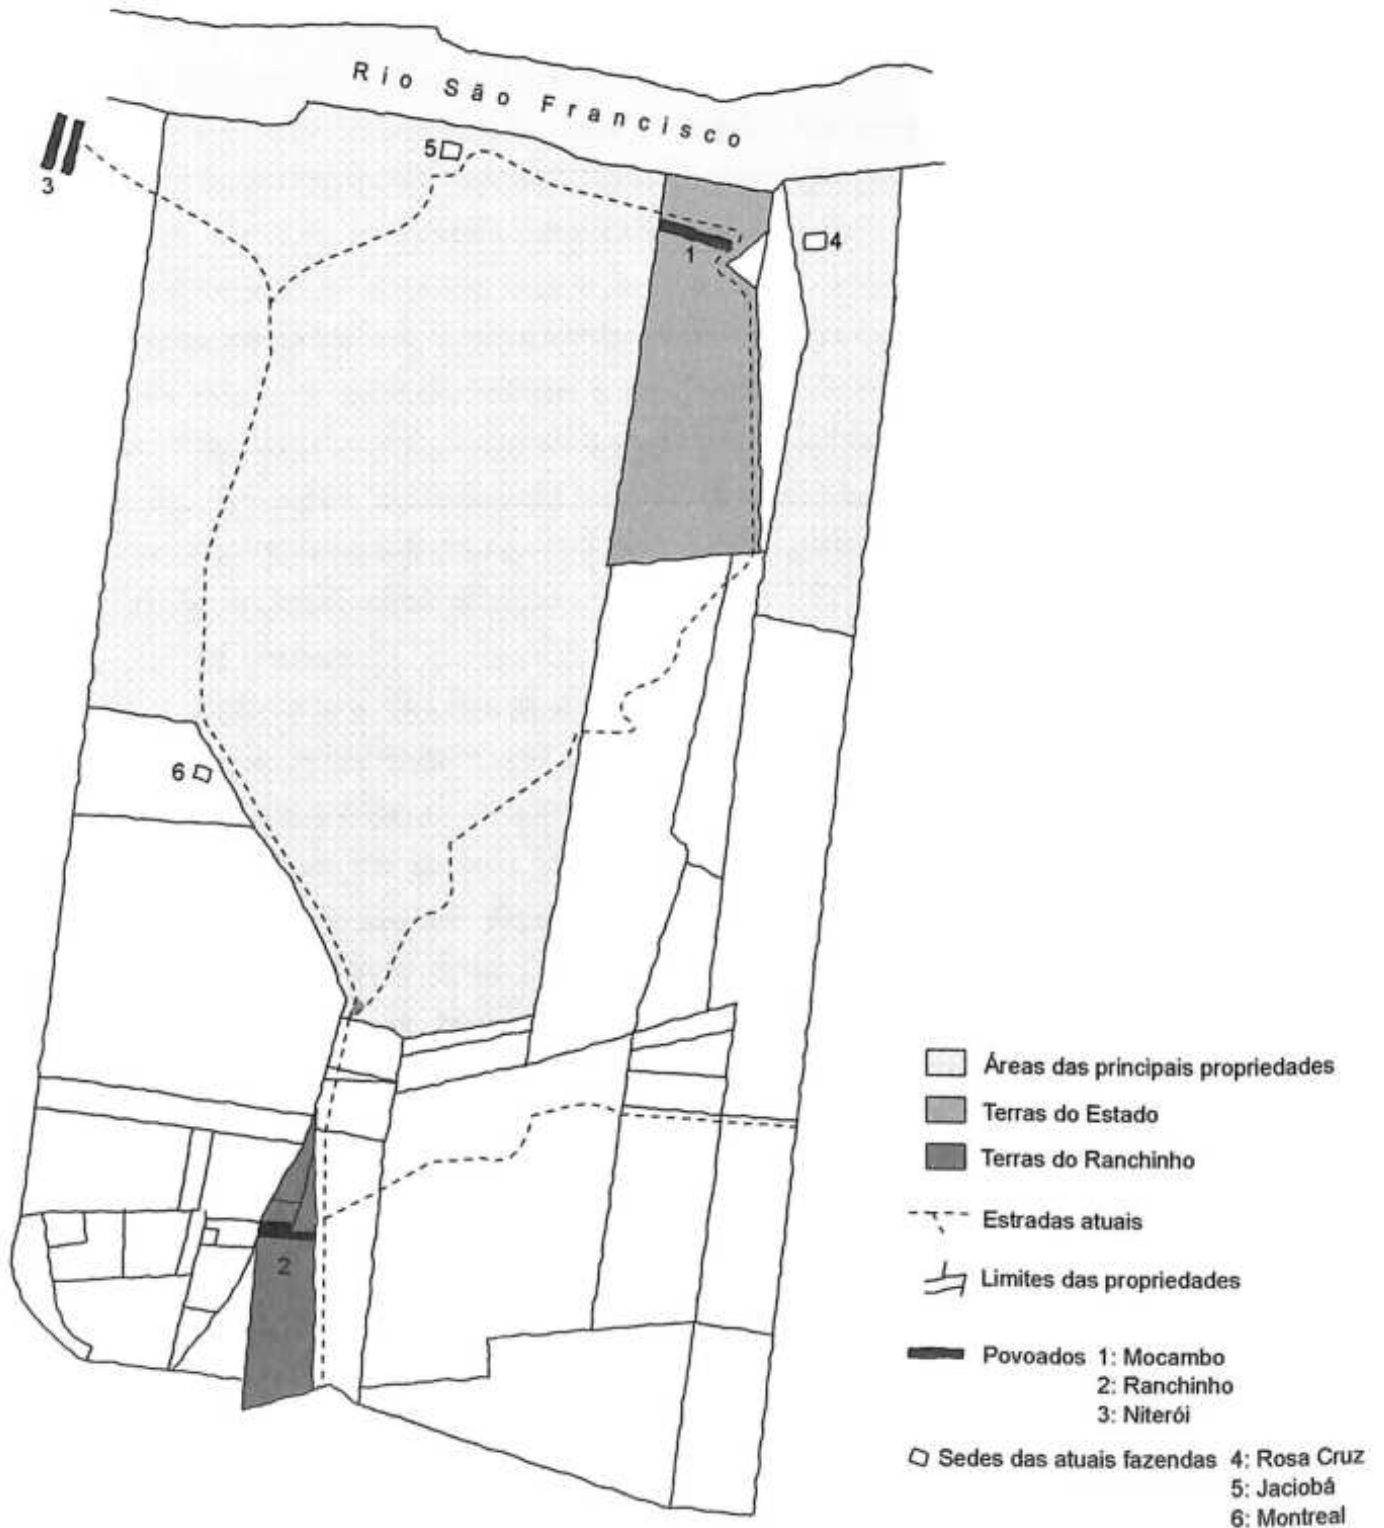 Rio São Francisco
5
3
1
4
6
2
Áreas das principais propriedades
Terras do Estado
Terras do Ranchinho
Estradas atuais
Limites das propriedades
Povoados 1: Mocambo
2: Ranchinho
3: Niterói
Sedes das atuais fazendas 4: Rosa Cruz
5: Jaciobá
6: Montreal